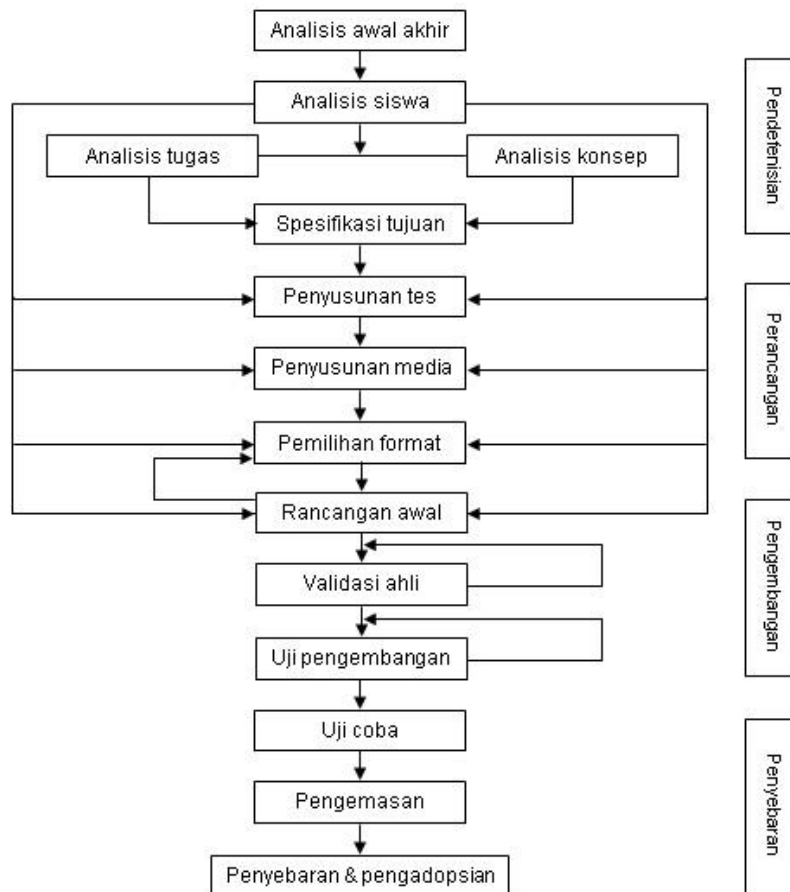 Analisis awal akhir
Analisis siswa
Analisis tugas
Analisis konsep
Spesifikasi tujuan
Penyusunan tes
Penyusunan media
Pemilihan format
Rancangan awal
Validasi ahli
Uji pengembangan
Uji coba
Pengemasan
Penyebaran & pengadopsian
Pendefenisian
Perancangan
Pengembangan
Penyebaran